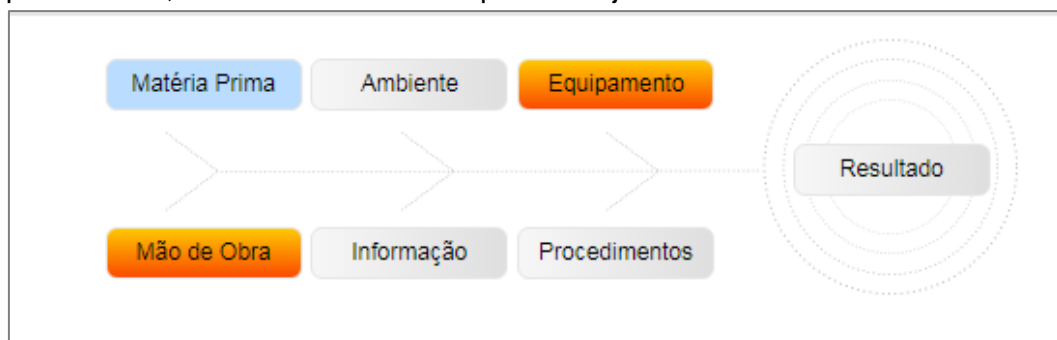 Matéria Prima
Ambiente
Equipamento
Resultado
Mão de Obra
Informação
Procedimentos